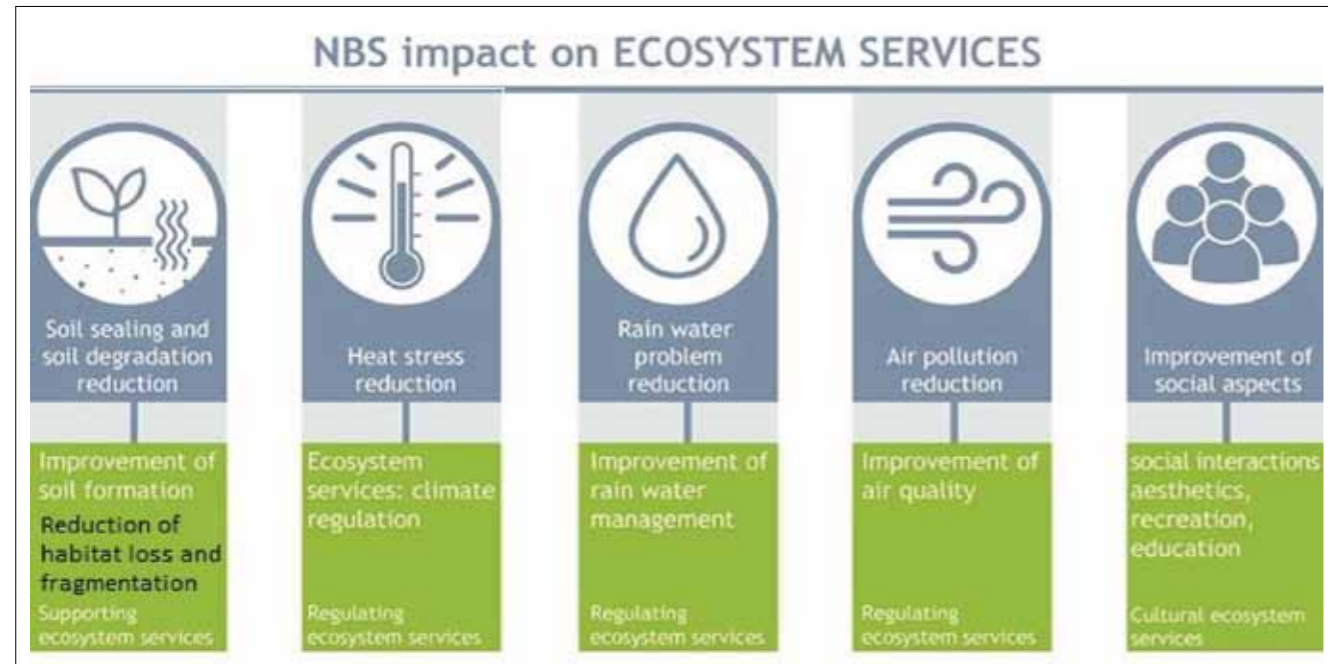 NBS impact on ECOSYSTEM SERVICES
Soil sealing and
soil degradation
reduction
Improvement of
soil formation
Reduction of
habitat loss and
fragmentation
Supporting
ecosystem services
Heat stress
reduction
Ecosystem
services: climate
regulation
Regulating
ecosystem services
Rain water
problem
reduction
Improvement of
rain water
management
Regulating
ecosystem services
Air pollution
reduction
Improvement of
air quality
Regulating
ecosystem services
Improvement of
social aspects
social interactions
aesthetics,
recreation,
education
Cultural ecosystem
services